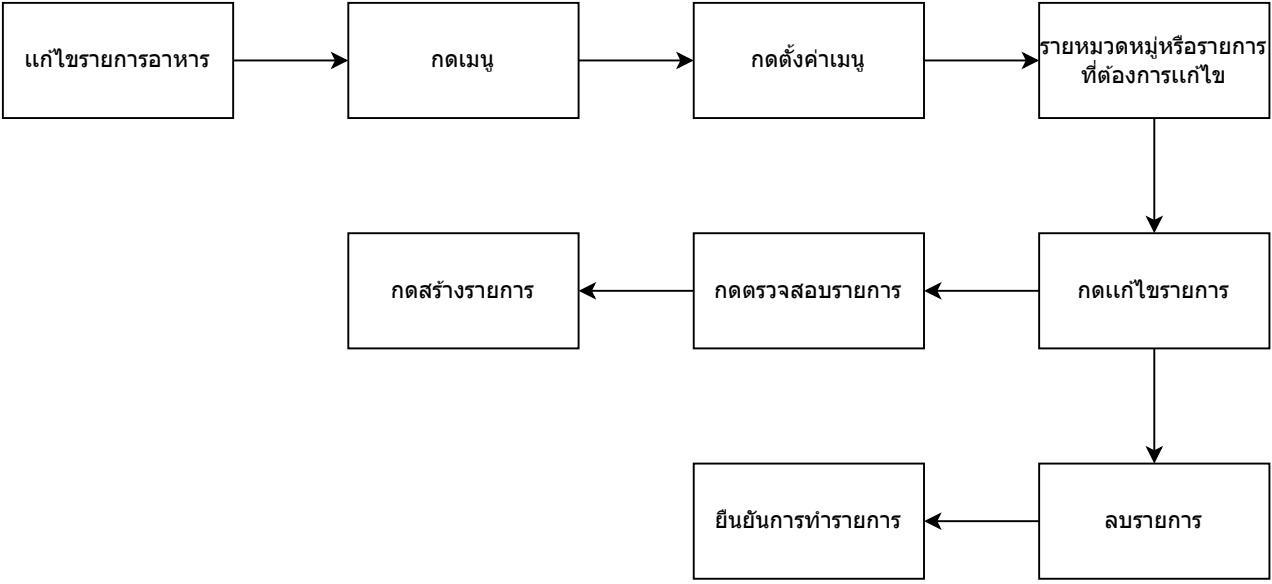 แก้ไขรายการอาหาร
กดเมนู
กดตั้งค่าเมนู
รายหมวดหมู่หรือรายการ
ที่ต้องการแก้ไข
กดสร้างรายการ
กดตรวจสอบรายการ
กดแก้ไขรายการ
ยืนยันการทำรายการ
ลบรายการ